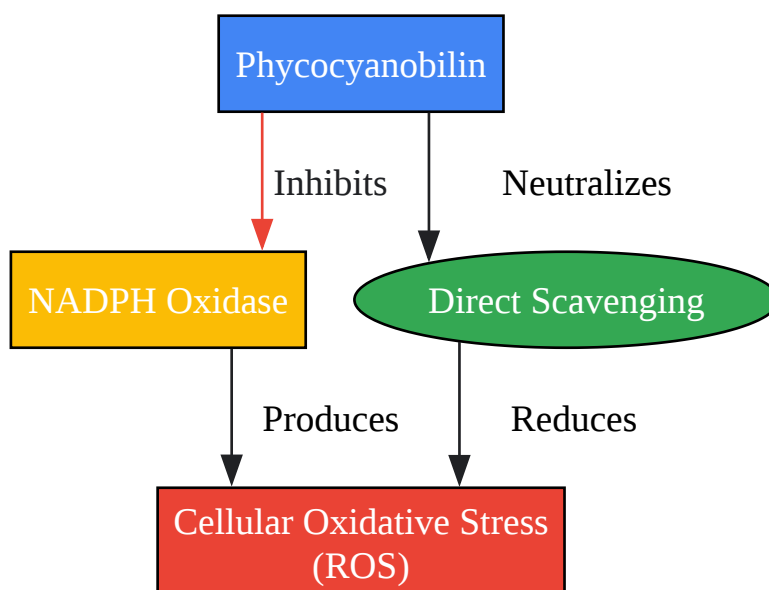 Phycocyanobilin
Inhibits
Neutralizes
NADPH Oxidase
Direct Scavenging
Produces
Reduces
Cellular Oxidative Stress
(ROS)